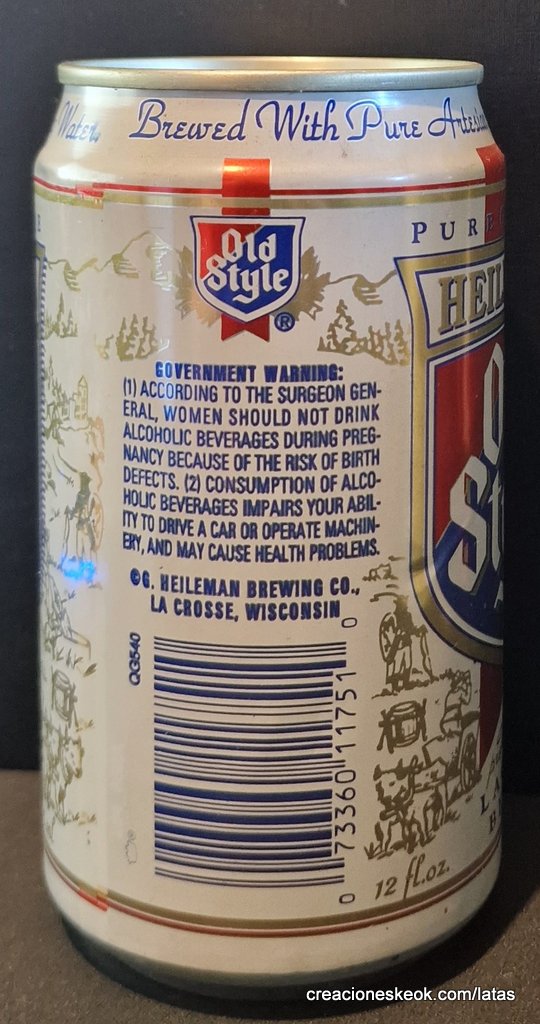 Water,
Brewed With Pure Artesian
PURE
Old
Style
®
HEIL
GOVERNMENT WARNING:
(1) ACCORDING TO THE SURGEON GEN-
ERAL, WOMEN SHOULD NOT DRINK
ALCOHOLIC BEVERAGES DURING PREG-
NANCY BECAUSE OF THE RISK OF BIRTH
DEFECTS. (2) CONSUMPTION OF ALCO-
HOLIC BEVERAGES IMPAIRS YOUR ABIL-
ITY TO DRIVE A CAR OR OPERATE MACHIN-
ERY, AND MAY CAUSE HEALTH PROBLEMS.
©G. HEILEMAN BREWING CO.,
LA CROSSE, WISCONSIN
QG540
0 73360 11751 0
O
St
LA
B
12 fl.oz.
creacioneskeok.com/latas